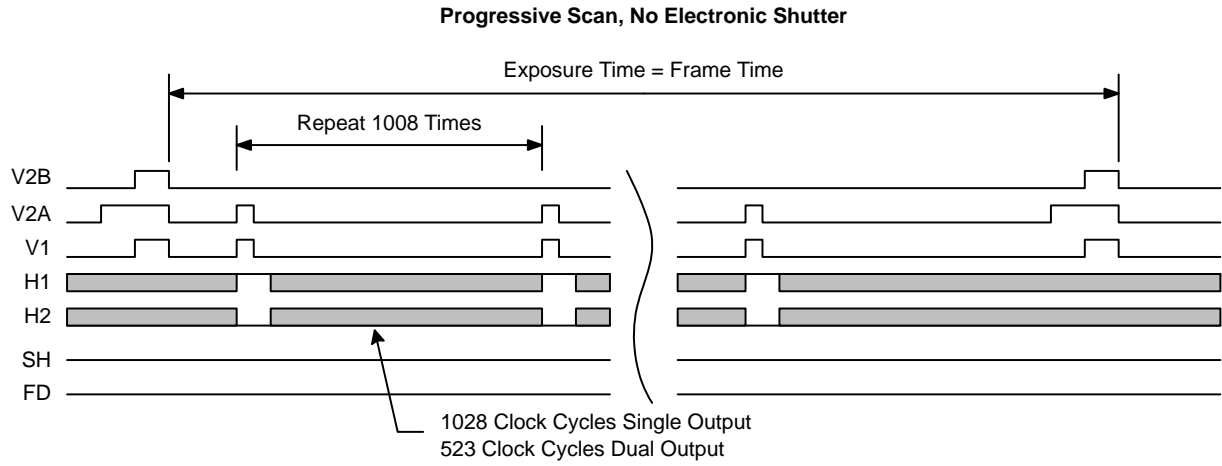 Progressive Scan, No Electronic Shutter
Exposure Time = Frame Time
Repeat 1008 Times
V2B
V2A
V1
H1
H2
SH
FD
1028 Clock Cycles Single Output
523 Clock Cycles Dual Output